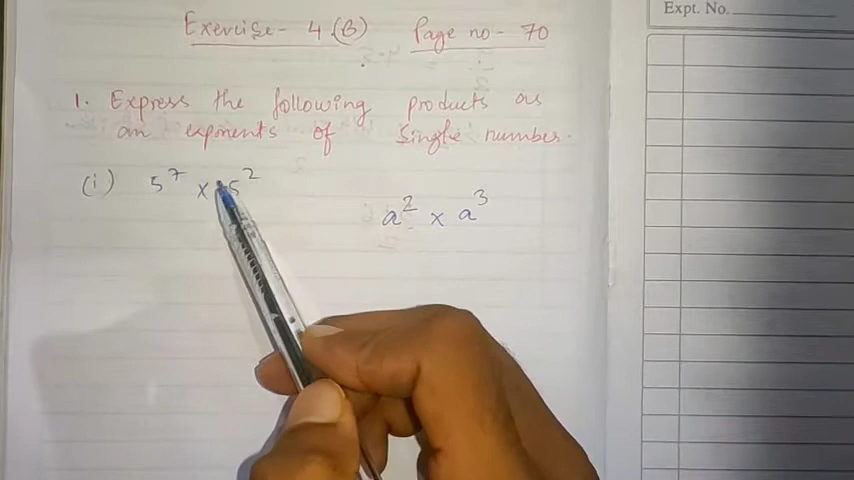 Expt. No.
Exercise- 4 (B) Page no - 70
1. Express the following products as
an exponents of single number.
(i) 5⁷ x 5²
a² x a³